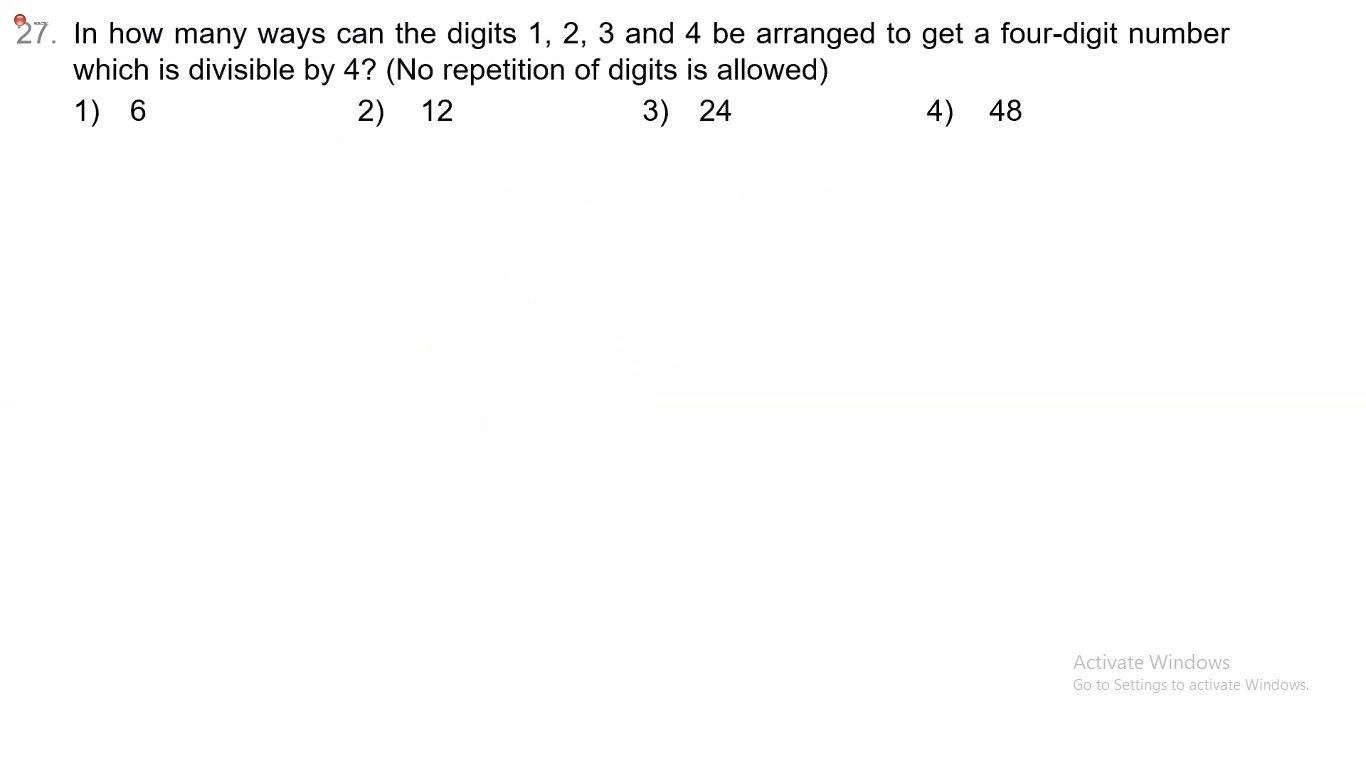 27. In how many ways can the digits 1, 2, 3 and 4 be arranged to get a four-digit number
which is divisible by 4? (No repetition of digits is allowed)
1) 6 2) 12 3) 24 4) 48
Activate Windows
Go to Settings to activate Windows.